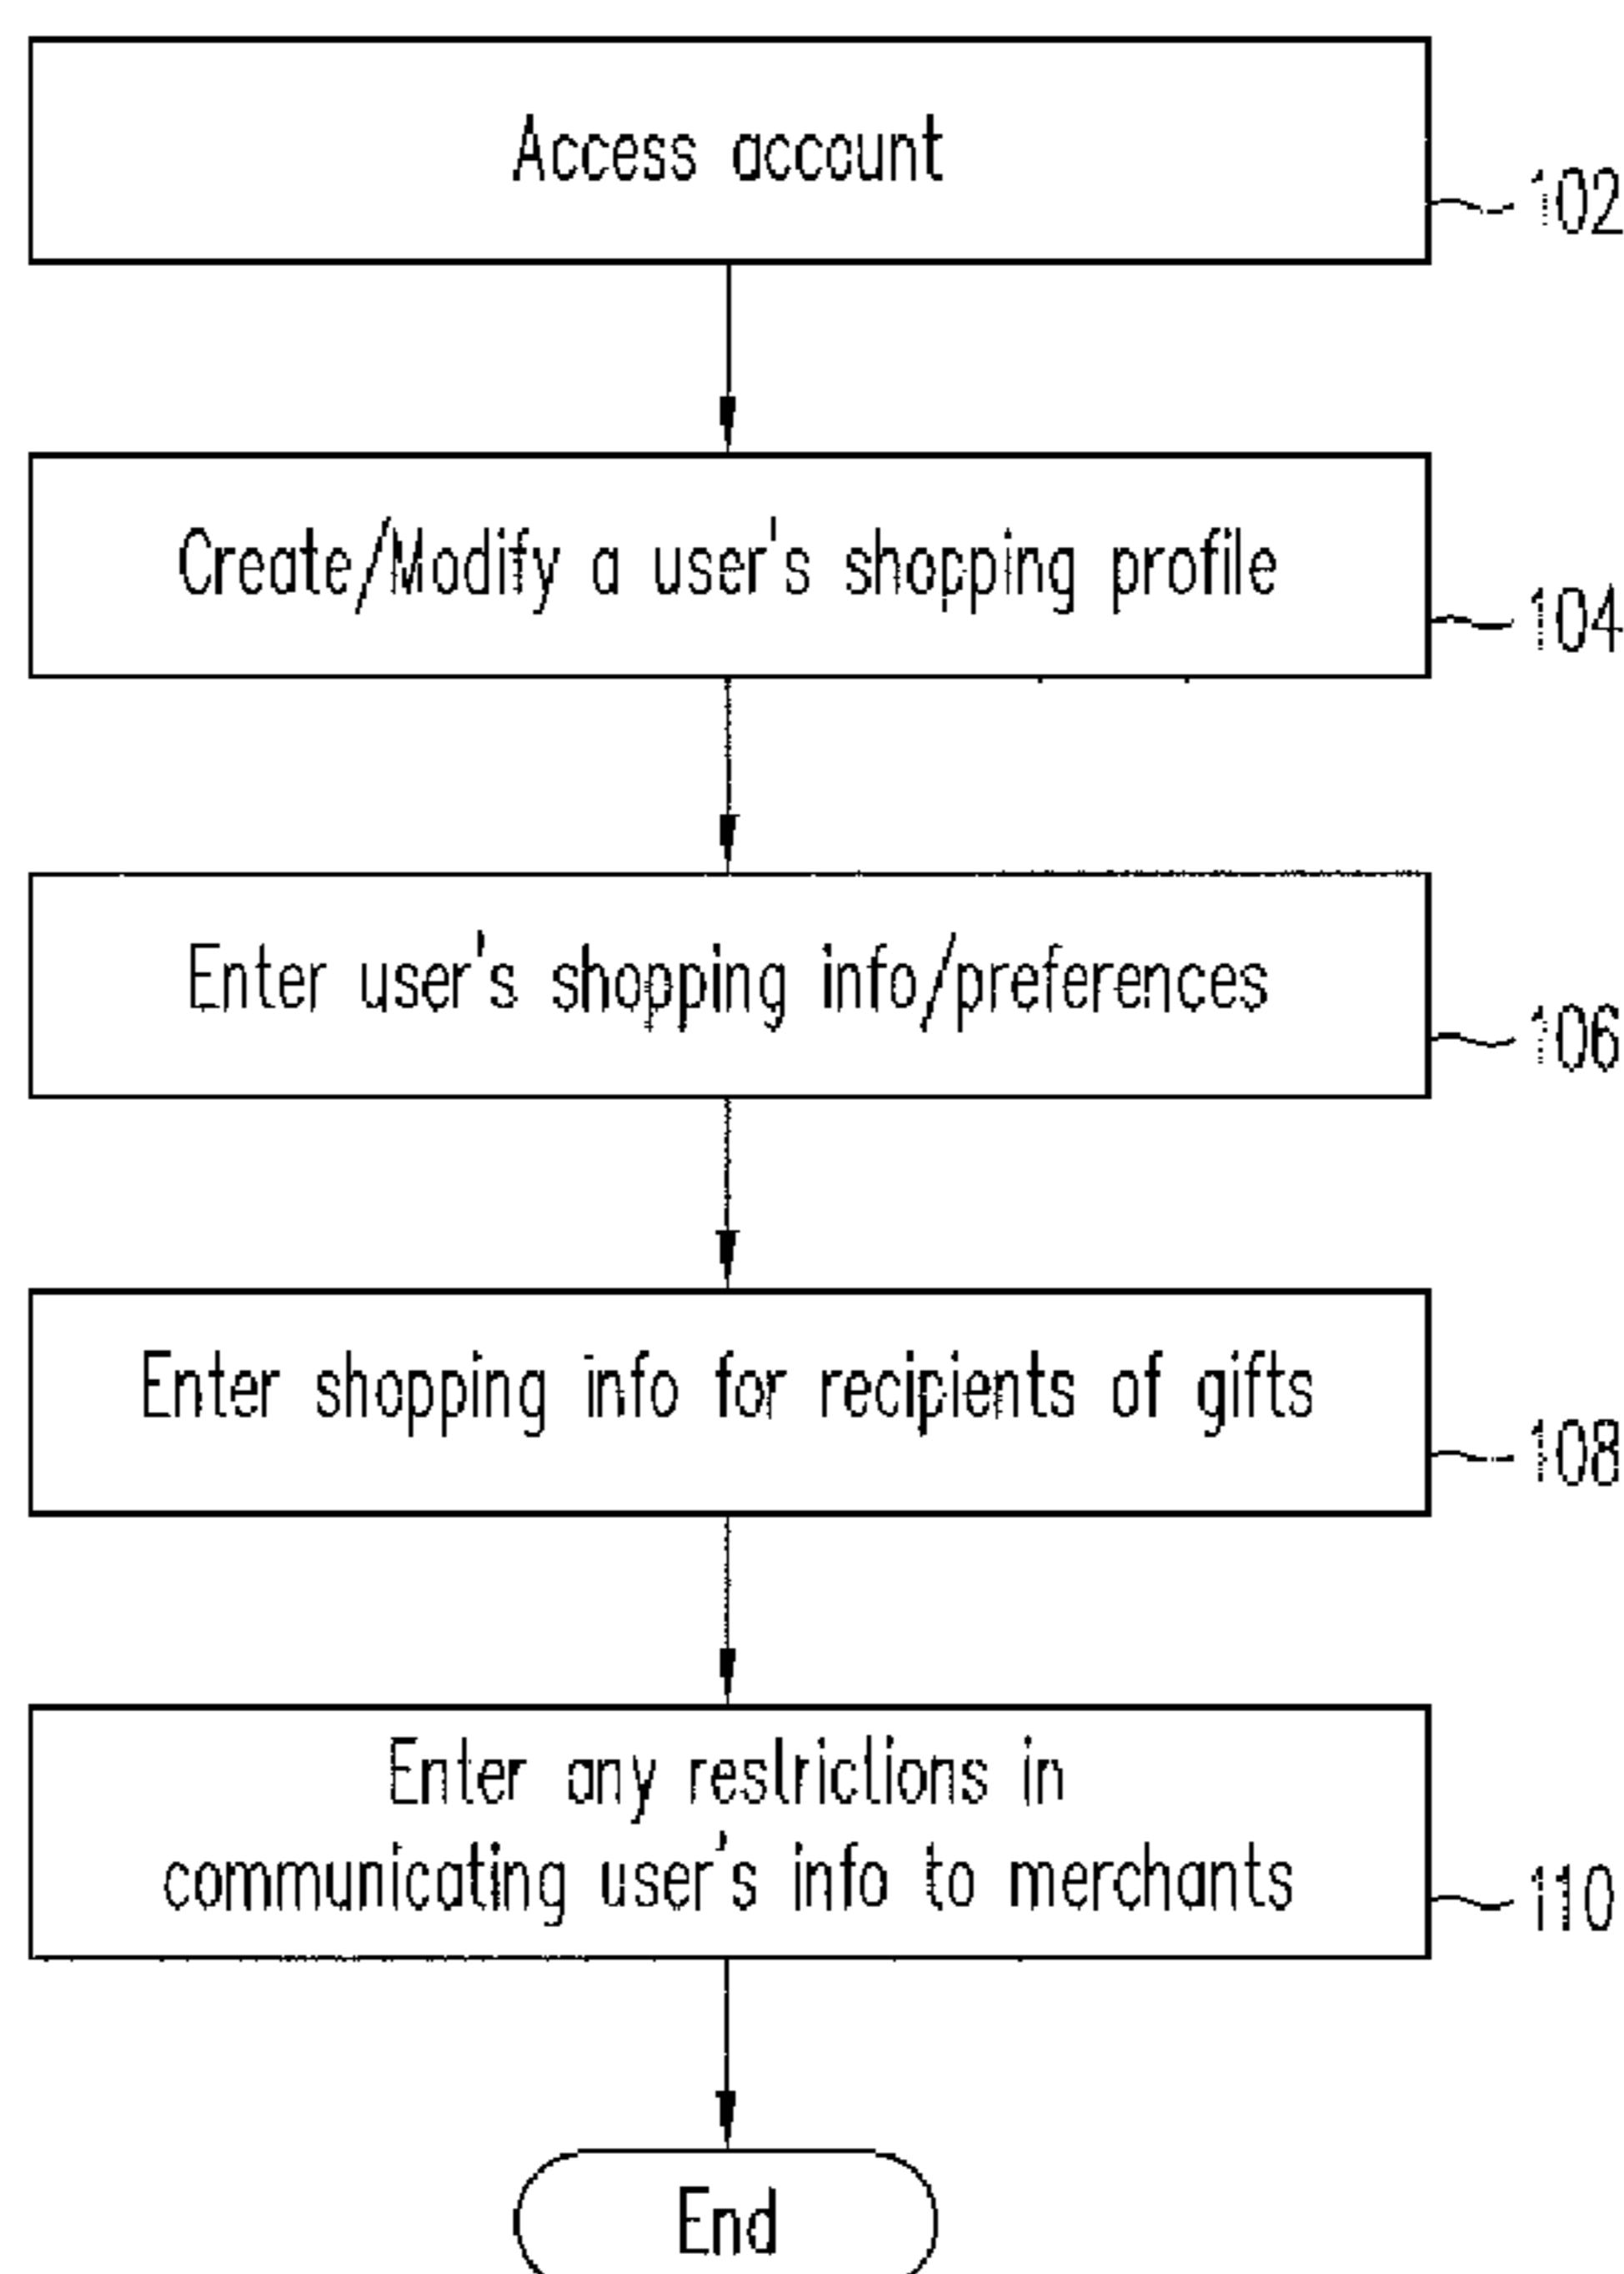 Access account
102
Create/Modify a user's shopping profile
104
Enter user's shopping info/preferences
106
Enter shopping info for recipients of gifts
108
Enter any restrictions in
communicating user's info to merchants
110
End